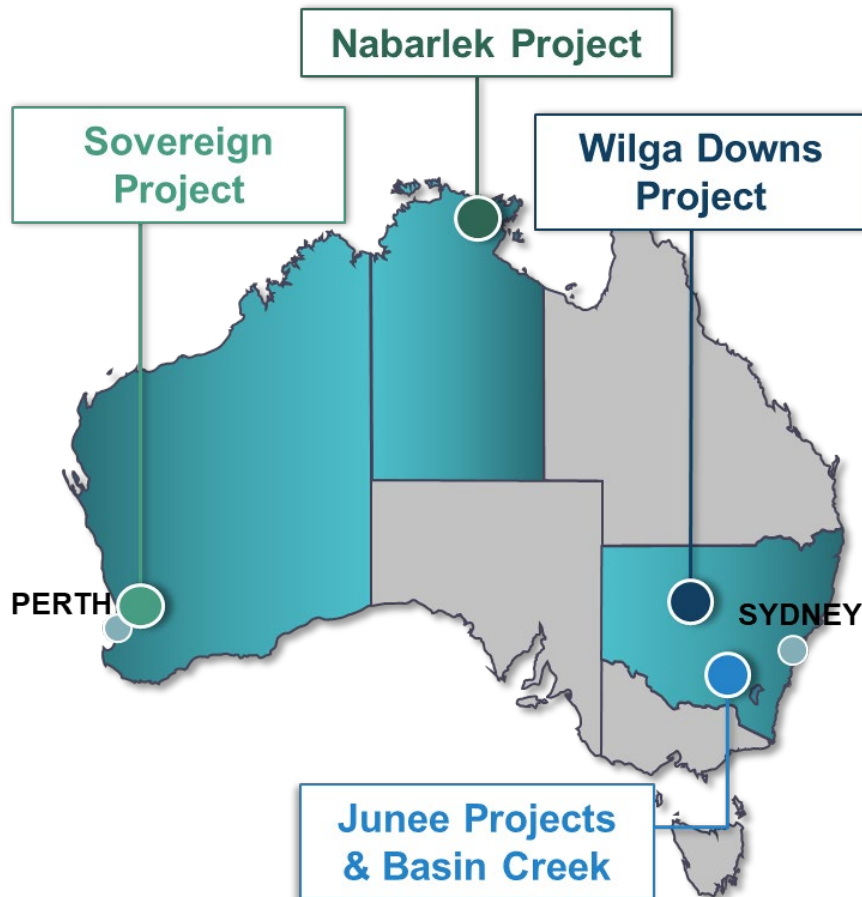 Nabarlek Project
Sovereign
Project
Wilga Downs
Project
PERTH
SYDNEY
Junee Projects
& Basin Creek